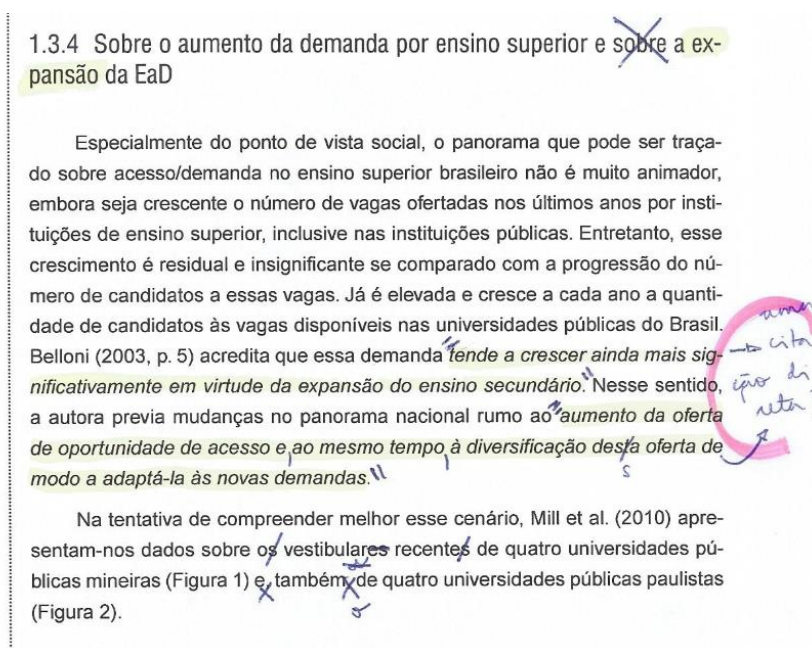 1.3.4 Sobre o aumento da demanda por ensino superior e sobre a ex-
pansão da EaD
Especialmente do ponto de vista social, o panorama que pode ser traça-
do sobre acesso/demanda no ensino superior brasileiro não é muito animador,
embora seja crescente o número de vagas ofertadas nos últimos anos por insti-
tuições de ensino superior, inclusive nas instituições públicas. Entretanto, esse
crescimento é residual e insignificante se comparado com a progressão do nú-
mero de candidatos a essas vagas. Já é elevada e cresce a cada ano a quanti-
dade de candidatos às vagas disponíveis nas universidades públicas do Brasil.
Belloni (2003, p. 5) acredita que essa demanda "tende a crescer ainda mais sig-
nificativamente em virtude da expansão do ensino secundário." Nesse sentido,
a autora previa mudanças no panorama nacional rumo ao "aumento da oferta
de oportunidade de acesso e, ao mesmo tempo, à diversificação desta oferta de
modo a adaptá-la às novas demandas."
Na tentativa de compreender melhor esse cenário, Mill et al. (2010) apre-
sentam-nos dados sobre os vestibulares recentes de quatro universidades pú-
blicas mineiras (Figura 1) e, também, de quatro universidades públicas paulistas
(Figura 2).
cita
ção di
reta
s